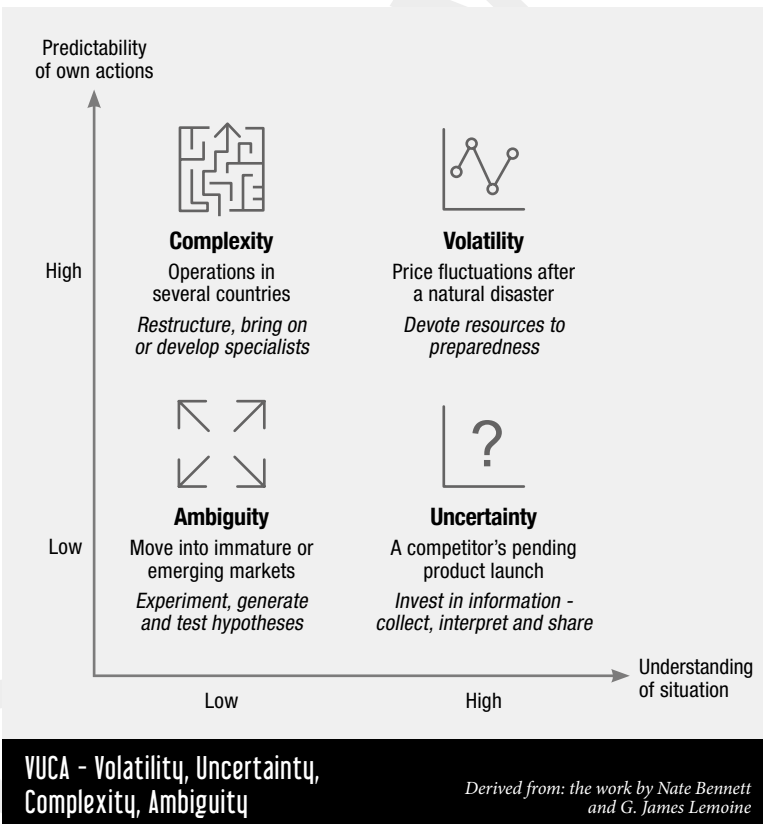 Predictability
of own actions
High
Complexity
Operations in
several countries
Restructure, bring on
or develop specialists
Volatility
Price fluctuations after
a natural disaster
Devote resources to
preparedness
Low
Ambiguity
Move into immature or
emerging markets
Experiment, generate
and test hypotheses
?
Uncertainty
A competitor's pending
product launch
Invest in information -
collect, interpret and share
Low
High
Understanding
of situation
VUCA - Volatility, Uncertainty,
Complexity, Ambiguity
Derived from: the work by Nate Bennett
and G. James Lemoine